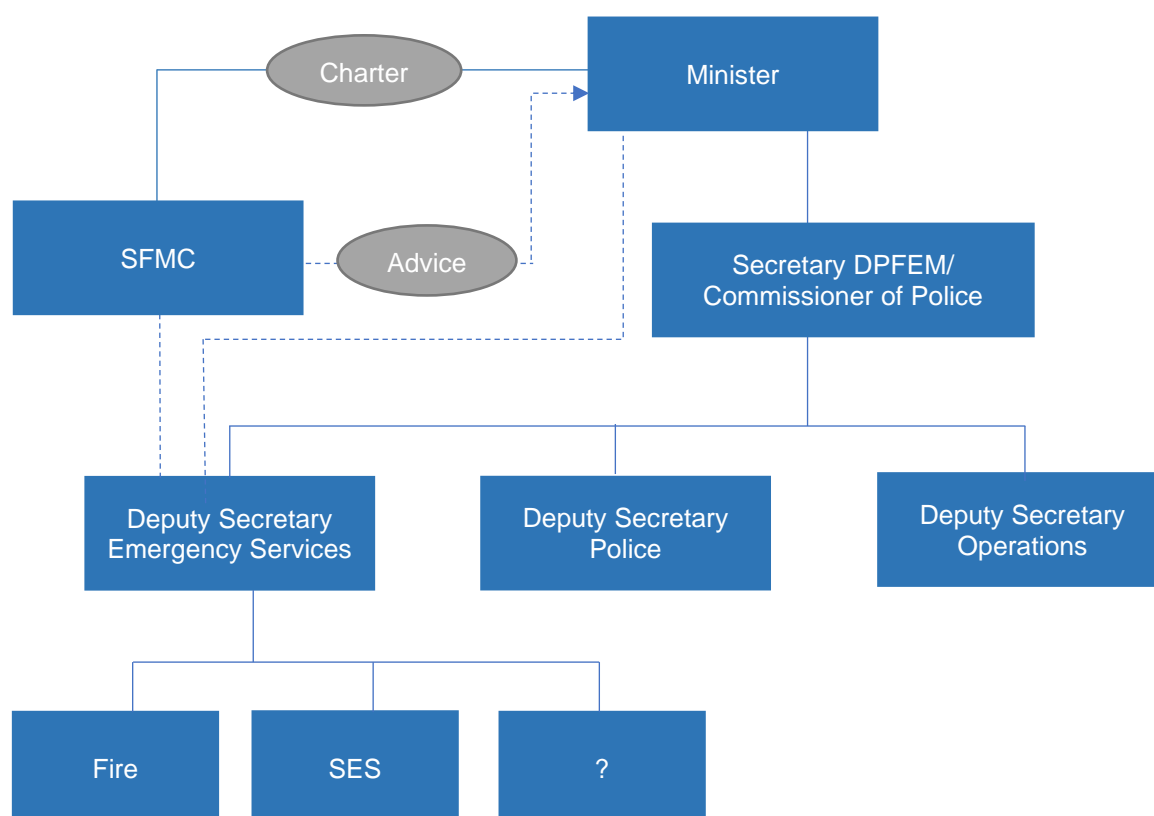 Charter
Minister
SFMC
Advice
Secretary DPFEM/
Commissioner of Police
Deputy Secretary
Emergency Services
Deputy Secretary
Police
Deputy Secretary
Operations
Fire
SES
?